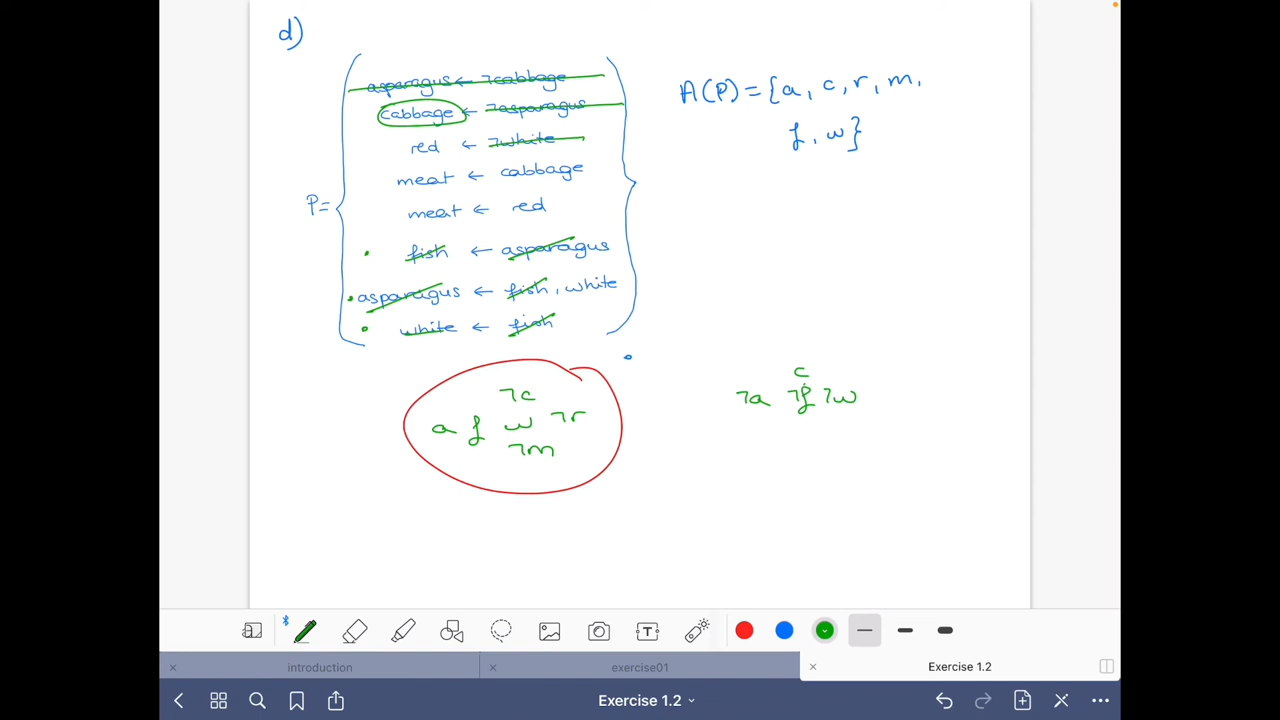 d)
asparagus ← ¬cabbage
cabbage ← ¬asparagus
red ← ¬white
meat ← cabbage
meat ← red
fish ← asparagus
asparagus ← fish, white
white ← fish
P=
A(P)={a, c, r, m,
f, w}
¬c
a f w ¬r
¬m
c
¬a ¬f ¬w
T
introduction
exercise01
Exercise 1.2
Exercise 1.2